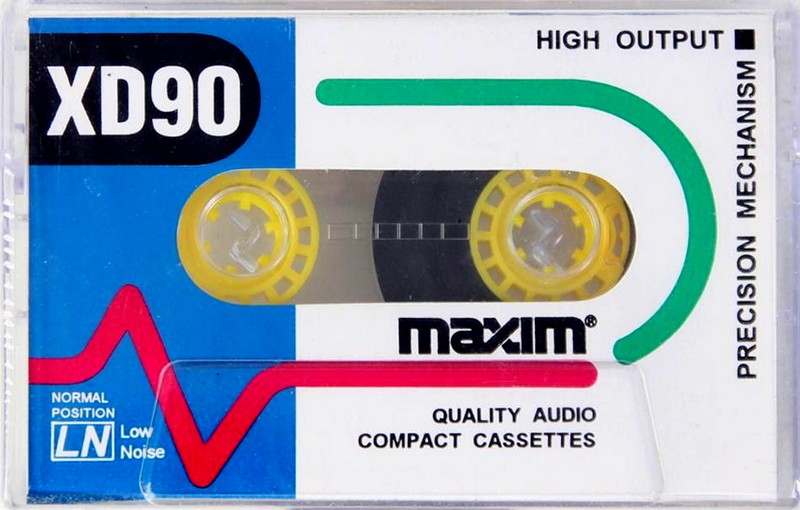 XD90
HIGH OUTPUT
PRECISION MECHANISM
maxim®
NORMAL
POSITION
LN Low
Noise
QUALITY AUDIO
COMPACT CASSETTES